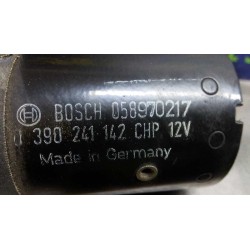 BOSCH 058970217
0 390 241 142 CHP 12V
Made in Germany